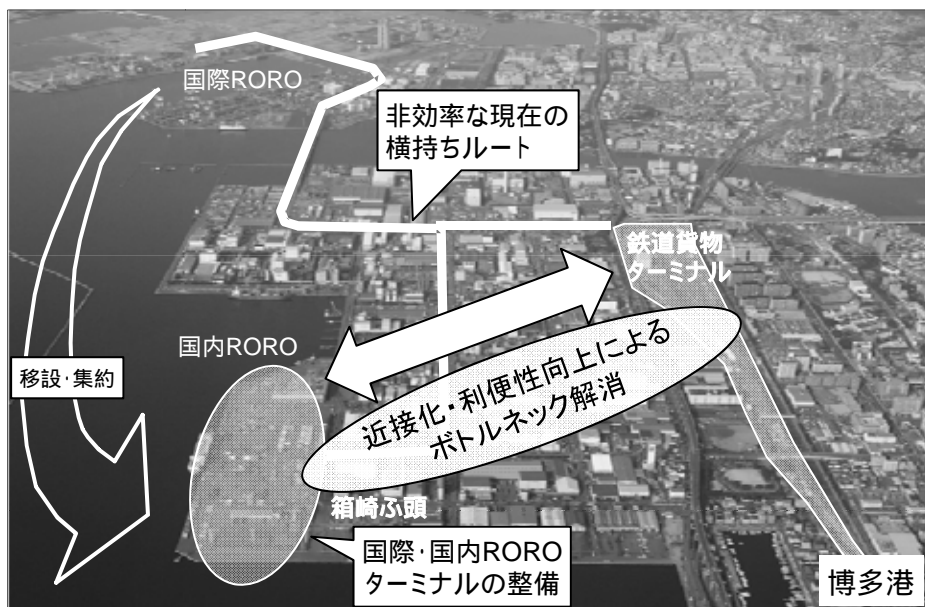 国際RORO
非効率な現在の
横持ちルート
鉄道貨物
ターミナル
国内RORO
移設・集約
近接化・利便性向上による
ボトルネック解消
箱崎ふ頭
国際・国内RORO
ターミナルの整備
博多港